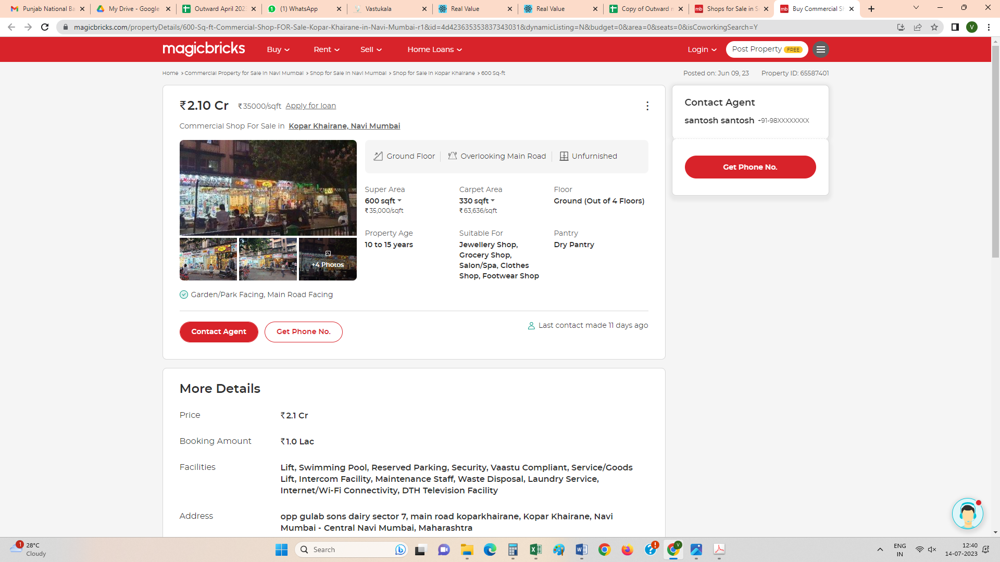 Punjab National Ba
My Drive - Google
Outward April 202
(1) WhatsApp
Vastukala
Real Value
Real Value
Copy of Outward n
Shops for Sale in S
Buy Commercial Sh
magicbricks.com/propertyDetails/600-Sq-ft-Commercial-Shop-FOR-Sale-Kopar-Khairane-in-Navi-Mumbai-r1&id=4d423635353837343031&dynamicListing=N&budget=0&area=0&seats=0&isCoworkingSearch=Y
V
magicbricks
Buy
Rent
Sell
Home Loans
Login
Post Property FREE
Home > Commercial Property for Sale in Navi Mumbai > Shop for Sale in Navi Mumbai > Shop for Sale in Kopar Khairane > 600 Sq-ft
Posted on: Jun 09, 23 Property ID: 65587401
₹2.10 Cr ₹35000/sqft Apply for loan
Commercial Shop For Sale in Kopar Khairane, Navi Mumbai
Ground Floor
Overlooking Main Road
Unfurnished
Super Area
600 sqft
₹35,000/sqft
Carpet Area
330 sqft
₹63,636/sqft
Floor
Ground (Out of 4 Floors)
Property Age
10 to 15 years
Suitable For
Jewellery Shop,
Grocery Shop,
Salon/Spa, Clothes
Shop, Footwear Shop
Pantry
Dry Pantry
+4 Photos
Garden/Park Facing, Main Road Facing
Contact Agent
Get Phone No.
Last contact made 11 days ago
Contact Agent
santosh santosh +91-98XXXXXXXX
Get Phone No.
More Details
Price
₹2.1 Cr
Booking Amount
₹1.0 Lac
Facilities
Lift, Swimming Pool, Reserved Parking, Security, Vaastu Compliant, Service/Goods
Lift, Intercom Facility, Maintenance Staff, Waste Disposal, Laundry Service,
Internet/Wi-Fi Connectivity, DTH Television Facility
Address
opp gulab sons dairy sector 7, main road koparkhairane, Kopar Khairane, Navi
Mumbai - Central Navi Mumbai, Maharashtra
1
28°C
Cloudy
Search
V
ENG
IN
12:40
14-07-2023